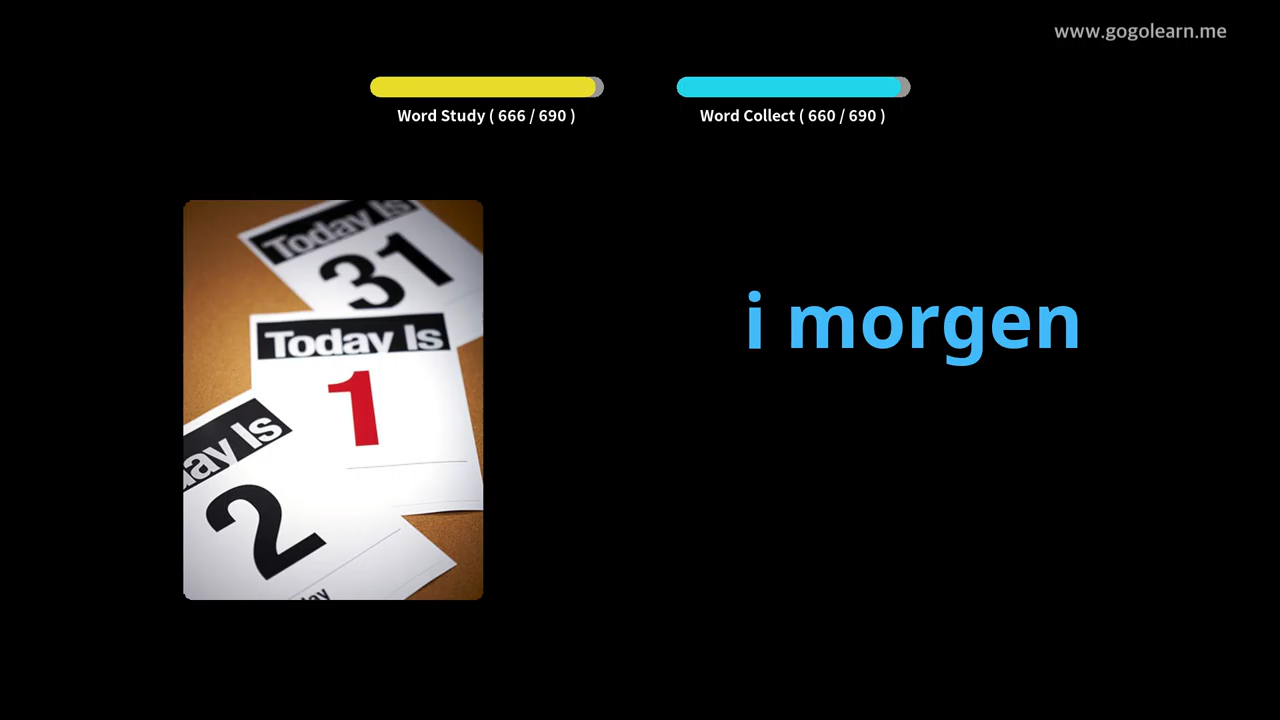 www.gogolearn.me
Word Study ( 666 / 690 )
Word Collect ( 660 / 690 )
Today Is
31
Today Is
1
ay Is
2
day
i morgen